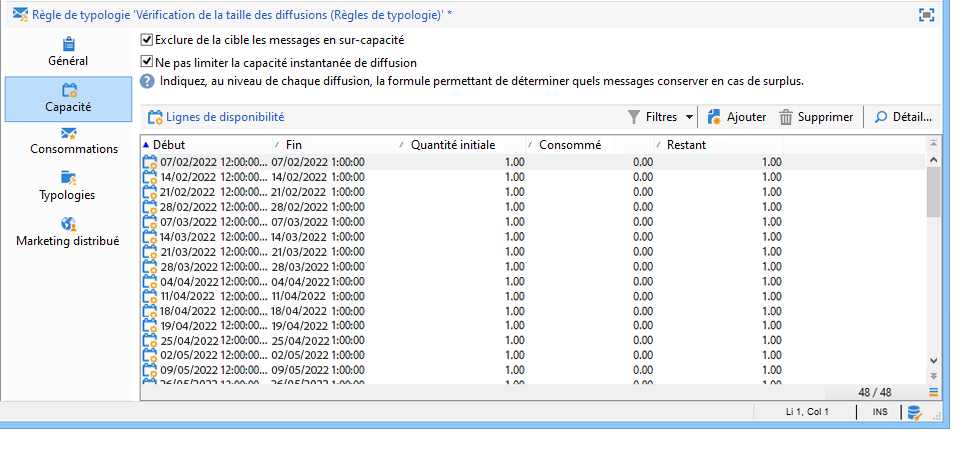 Règle de typologie 'Vérification de la taille des diffusions (Règles de typologie)' *
Général
Capacité
Consommations
Typologies
Marketing distribué
Exclure de la cible les messages en sur-capacité
Ne pas limiter la capacité instantanée de diffusion
Indiquez, au niveau de chaque diffusion, la formule permettant de déterminer quels messages conserver en cas de surplus.
Lignes de disponibilité Filtres Ajouter Supprimer Détail...
Début Fin Quantité initiale Consommé Restant
07/02/2022 12:00:00... 07/02/2022 1:00:00 1.00 0.00 1.00
14/02/2022 12:00:00... 14/02/2022 1:00:00 1.00 0.00 1.00
21/02/2022 12:00:00... 21/02/2022 1:00:00 1.00 0.00 1.00
28/02/2022 12:00:00... 28/02/2022 1:00:00 1.00 0.00 1.00
07/03/2022 12:00:00... 07/03/2022 1:00:00 1.00 0.00 1.00
14/03/2022 12:00:00... 14/03/2022 1:00:00 1.00 0.00 1.00
21/03/2022 12:00:00... 21/03/2022 1:00:00 1.00 0.00 1.00
28/03/2022 12:00:00... 28/03/2022 1:00:00 1.00 0.00 1.00
04/04/2022 12:00:00... 04/04/2022 1:00:00 1.00 0.00 1.00
11/04/2022 12:00:00... 11/04/2022 1:00:00 1.00 0.00 1.00
18/04/2022 12:00:00... 18/04/2022 1:00:00 1.00 0.00 1.00
19/04/2022 12:00:00... 19/04/2022 1:00:00 1.00 0.00 1.00
25/04/2022 12:00:00... 25/04/2022 1:00:00 1.00 0.00 1.00
02/05/2022 12:00:00... 02/05/2022 1:00:00 1.00 0.00 1.00
09/05/2022 12:00:00... 09/05/2022 1:00:00 1.00 0.00 1.00
48 / 48
Li 1, Col 1 INS